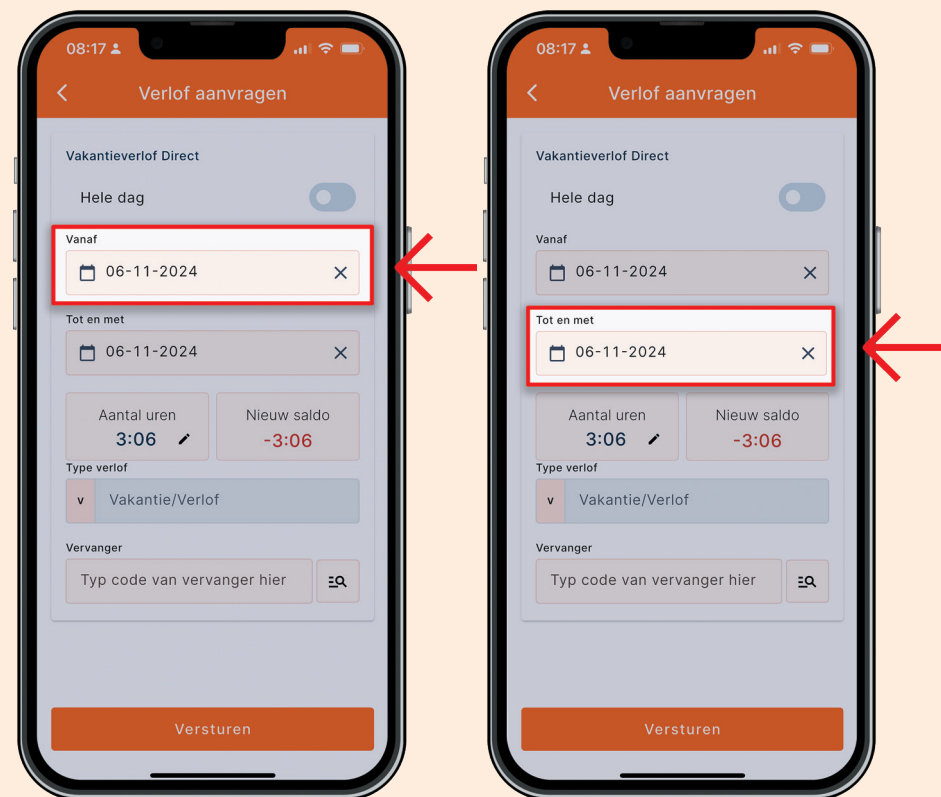 08:17
Verlof aanvragen
Vakantieverlof Direct
Hele dag
Vanaf
06-11-2024
Tot en met
06-11-2024
Aantal uren
3:06
Nieuw saldo
-3:06
Type verlof
v Vakantie/Verlof
Vervanger
Typ code van vervanger hier
Versturen
08:17
Verlof aanvragen
Vakantieverlof Direct
Hele dag
Vanaf
06-11-2024
Tot en met
06-11-2024
Aantal uren
3:06
Nieuw saldo
-3:06
Type verlof
v Vakantie/Verlof
Vervanger
Typ code van vervanger hier
Versturen